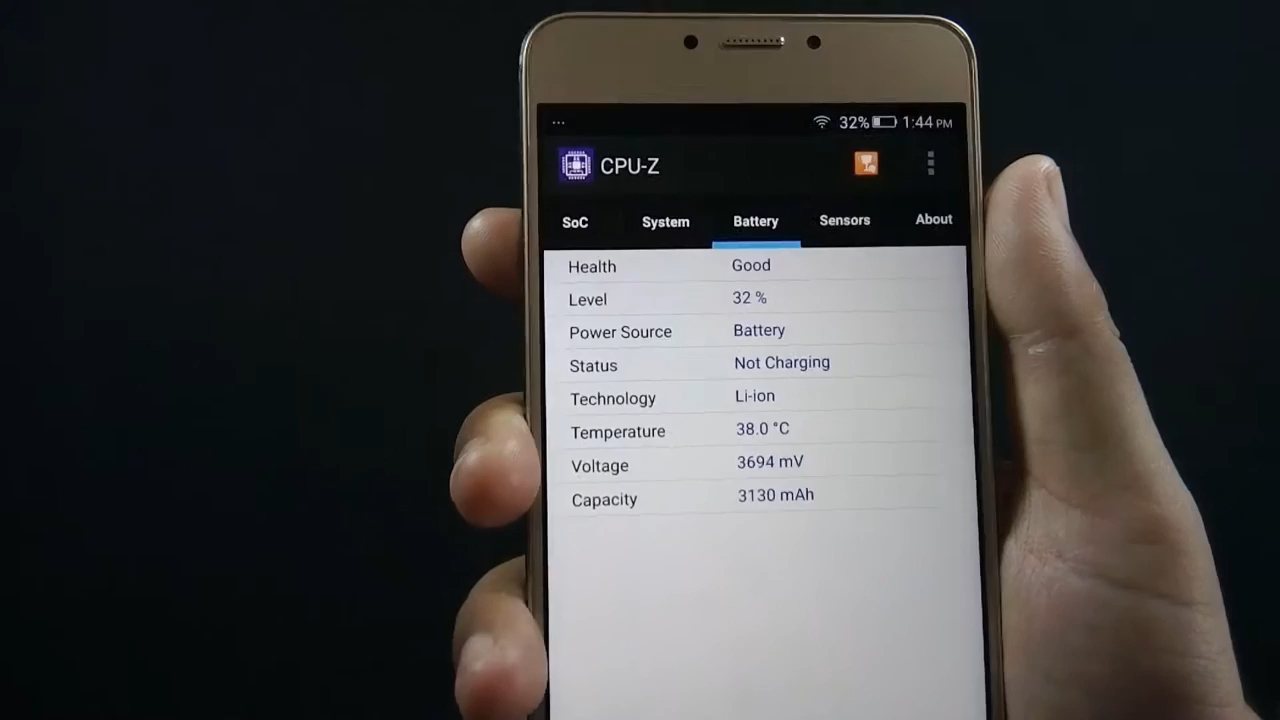 ... 32% 1:44 PM
CPU-Z
SoC System Battery Sensors About
Health Good
Level 32 %
Power Source Battery
Status Not Charging
Technology Li-ion
Temperature 38.0 °C
Voltage 3694 mV
Capacity 3130 mAh